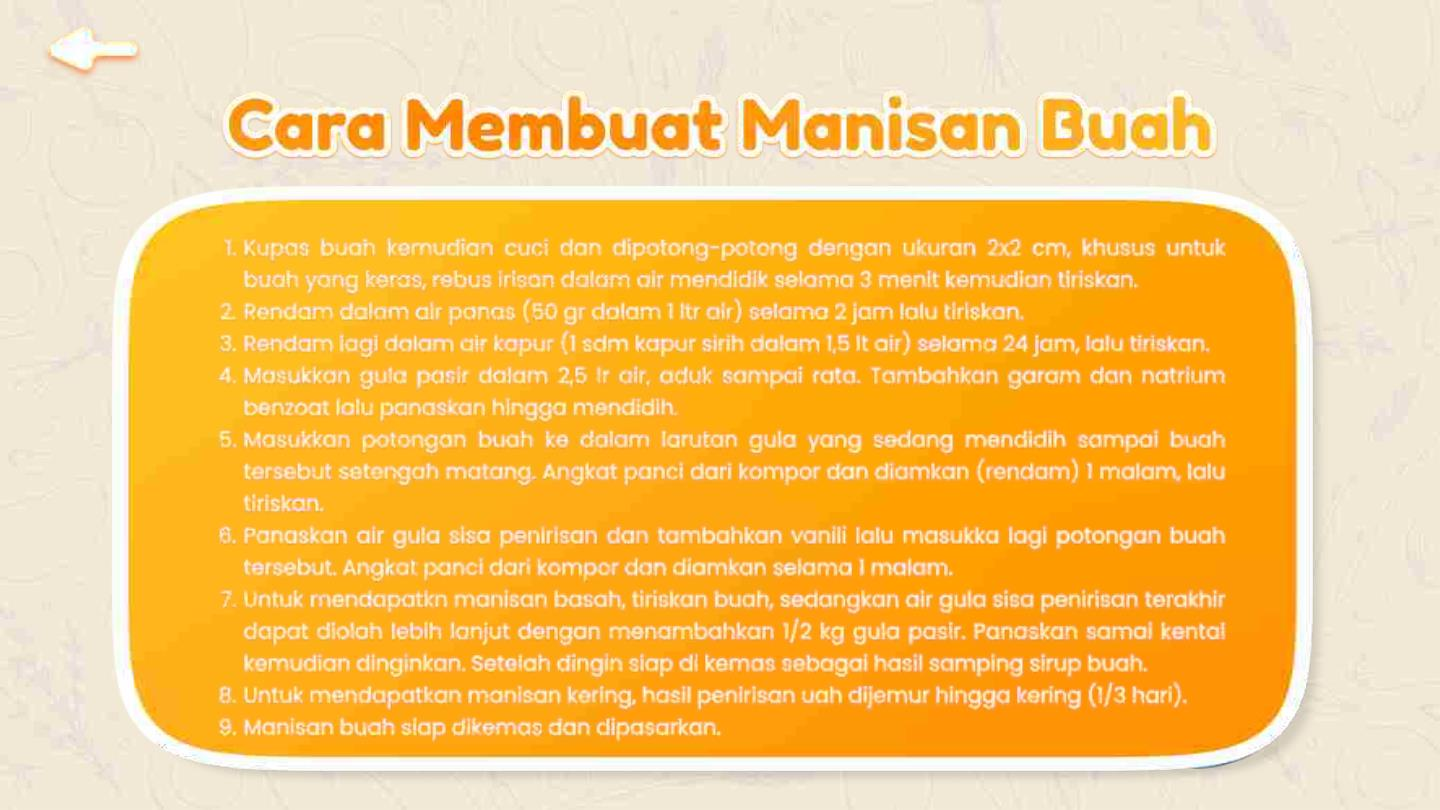 Cara Membuat Manisan Buah
1. Kupas buah kemudian cuci dan dipotong-potong dengan ukuran 2x2 cm, khusus untuk
buah yang keras, rebus irisan dalam air mendidik selama 3 menit kemudian tiriskan.
2. Rendam dalam air panas (50 gr dalam 1 ltr air) selama 2 jam lalu tiriskan.
3. Rendam lagi dalam air kapur (1 sdm kapur sirih dalam 1,5 lt air) selama 24 jam, lalu tiriskan.
4. Masukkan gula pasir dalam 2,5 lr air, aduk sampai rata. Tambahkan garam dan natrium
benzoat lalu panaskan hingga mendidih.
5. Masukkan potongan buah ke dalam larutan gula yang sedang mendidih sampai buah
tersebut setengah matang. Angkat panci dari kompor dan diamkan (rendam) 1 malam, lalu
tiriskan.
6. Panaskan air gula sisa penirisan dan tambahkan vanili lalu masukka lagi potongan buah
tersebut. Angkat panci dari kompor dan diamkan selama 1 malam.
7. Untuk mendapatkn manisan basah, tiriskan buah, sedangkan air gula sisa penirisan terakhir
dapat diolah lebih lanjut dengan menambahkan 1/2 kg gula pasir. Panaskan samai kental
kemudian dinginkan. Setelah dingin siap di kemas sebagai hasil samping sirup buah.
8. Untuk mendapatkan manisan kering, hasil penirisan uah dijemur hingga kering (1/3 hari).
9. Manisan buah siap dikemas dan dipasarkan.